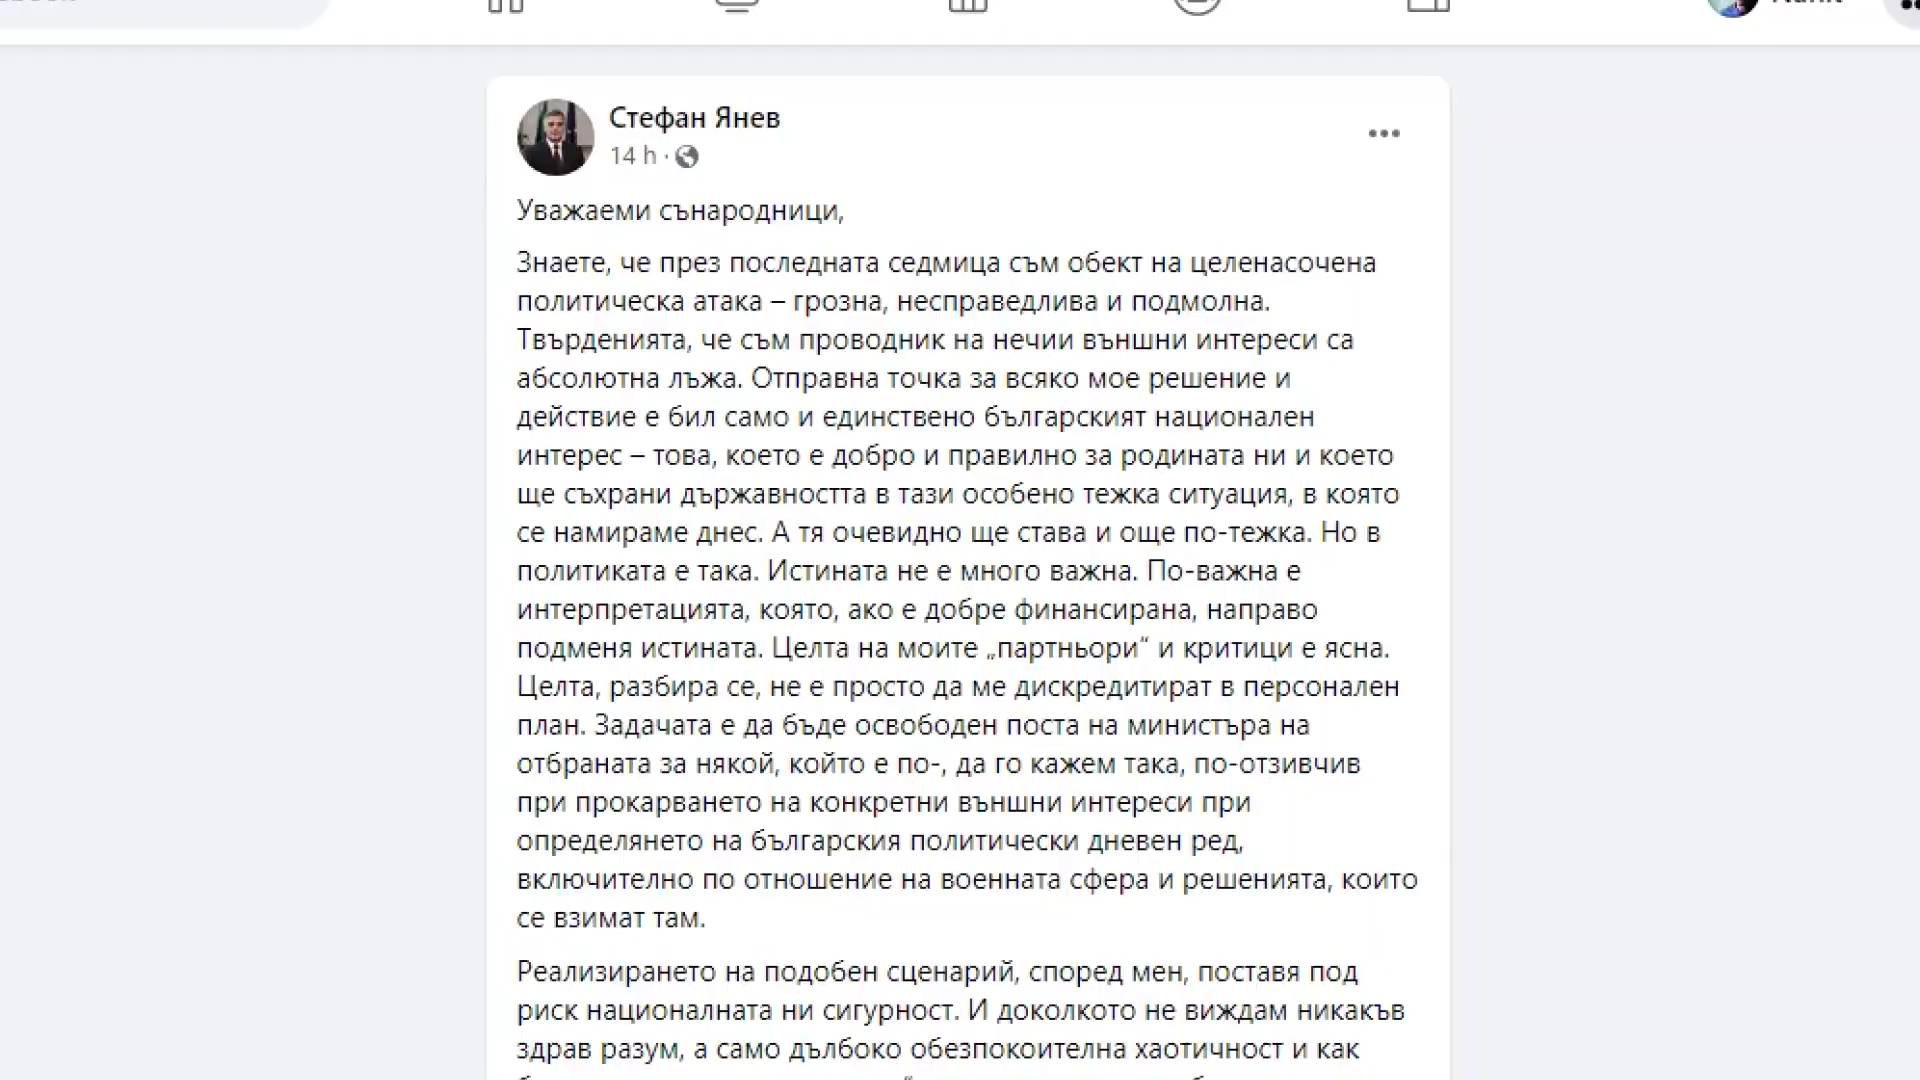 Стефан Янев
14 h ·
Уважаеми сънародници,
Знаете, че през последната седмица съм обект на целенасочена
политическа атака – грозна, несправедлива и подмолна.
Твърденията, че съм проводник на нечии външни интереси са
абсолютна лъжа. Отправна точка за всяко мое решение и
действие е бил само и единствено българският национален
интерес – това, което е добро и правилно за родината ни и което
ще съхрани държавността в тази особено тежка ситуация, в която
се намираме днес. А тя очевидно ще става и още по-тежка. Но в
политиката е така. Истината не е много важна. По-важна е
интерпретацията, която, ако е добре финансирана, направо
подменя истината. Целта на моите „партньори“ и критици е ясна.
Целта, разбира се, не е просто да ме дискредитират в персонален
план. Задачата е да бъде освободен поста на министъра на
отбраната за някой, който е по-, да го кажем така, по-отзивчив
при прокарването на конкретни външни интереси при
определянето на българския политически дневен ред,
включително по отношение на военната сфера и решенията, които
се взимат там.
Реализирането на подобен сценарий, според мен, поставя под
риск националната ни сигурност. И доколкото не виждам никакъв
здрав разум, а само дълбоко обезпокоителна хаотичност и как